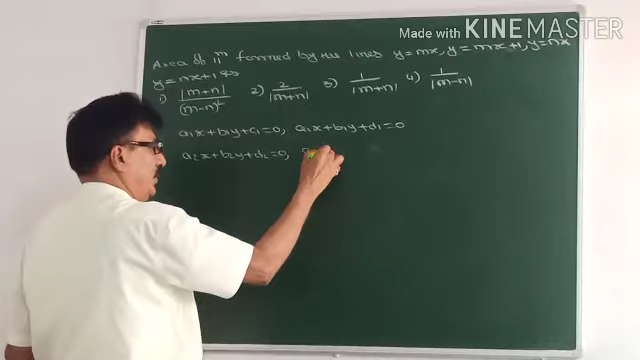 Made with KINEMASTER
Area of ||gm formed by the lines y=mx, y=mx+1, y=nx
y=nx+1 is
1) |m+n|/(m-n)² 2) 2/|m+n| 3) 1/|m+n| 4) 1/|m-n|
a₁x+b₁y+c₁=0, a₁x+b₁y+d₁=0
a₂x+b₂y+d₂=0,